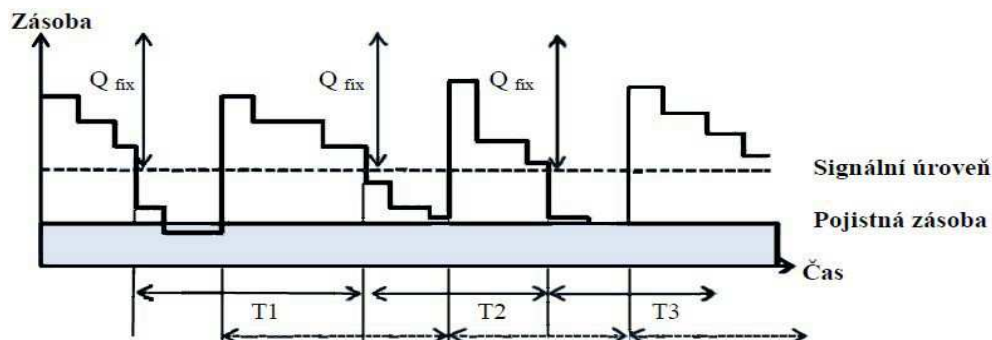 Zásoba
Q fix
Q fix
Q fix
Signální úroveň
Pojistná zásoba
Čas
T1
T2
T3